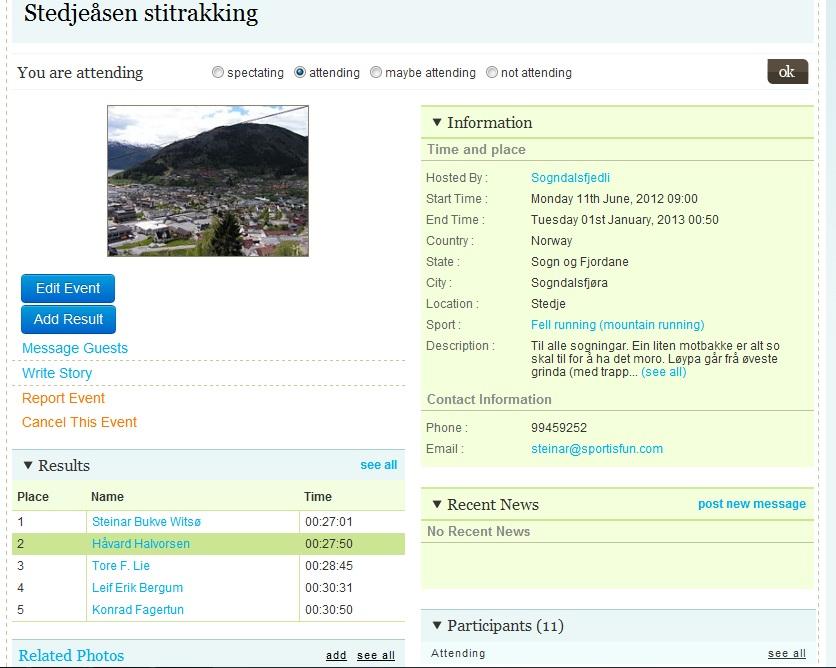 Stedjeåsen stitrakking
You are attending
spectating attending maybe attending not attending
ok
Edit Event
Add Result
Message Guests
Write Story
Report Event
Cancel This Event
▼ Results see all
Place Name Time
1 Steinar Bukve Witsø 00:27:01
2 Håvard Halvorsen 00:27:50
3 Tore F. Lie 00:28:45
4 Leif Erik Bergum 00:30:31
5 Konrad Fagertun 00:30:50
Related Photos add see all
▼ Information
Time and place
Hosted By : Sogndalsfjedli
Start Time : Monday 11th June, 2012 09:00
End Time : Tuesday 01st January, 2013 00:50
Country : Norway
State : Sogn og Fjordane
City : Sogndalsfjøra
Location : Stedje
Sport : Fell running (mountain running)
Description : Til alle sogningar. Ein liten motbakke er alt so
skal til for å ha det moro. Løypa går frå øveste
grinda (med trapp... (see all)
Contact Information
Phone : 99459252
Email : steinar@sportisfun.com
▼ Recent News post new message
No Recent News
▼ Participants (11)
Attending see all